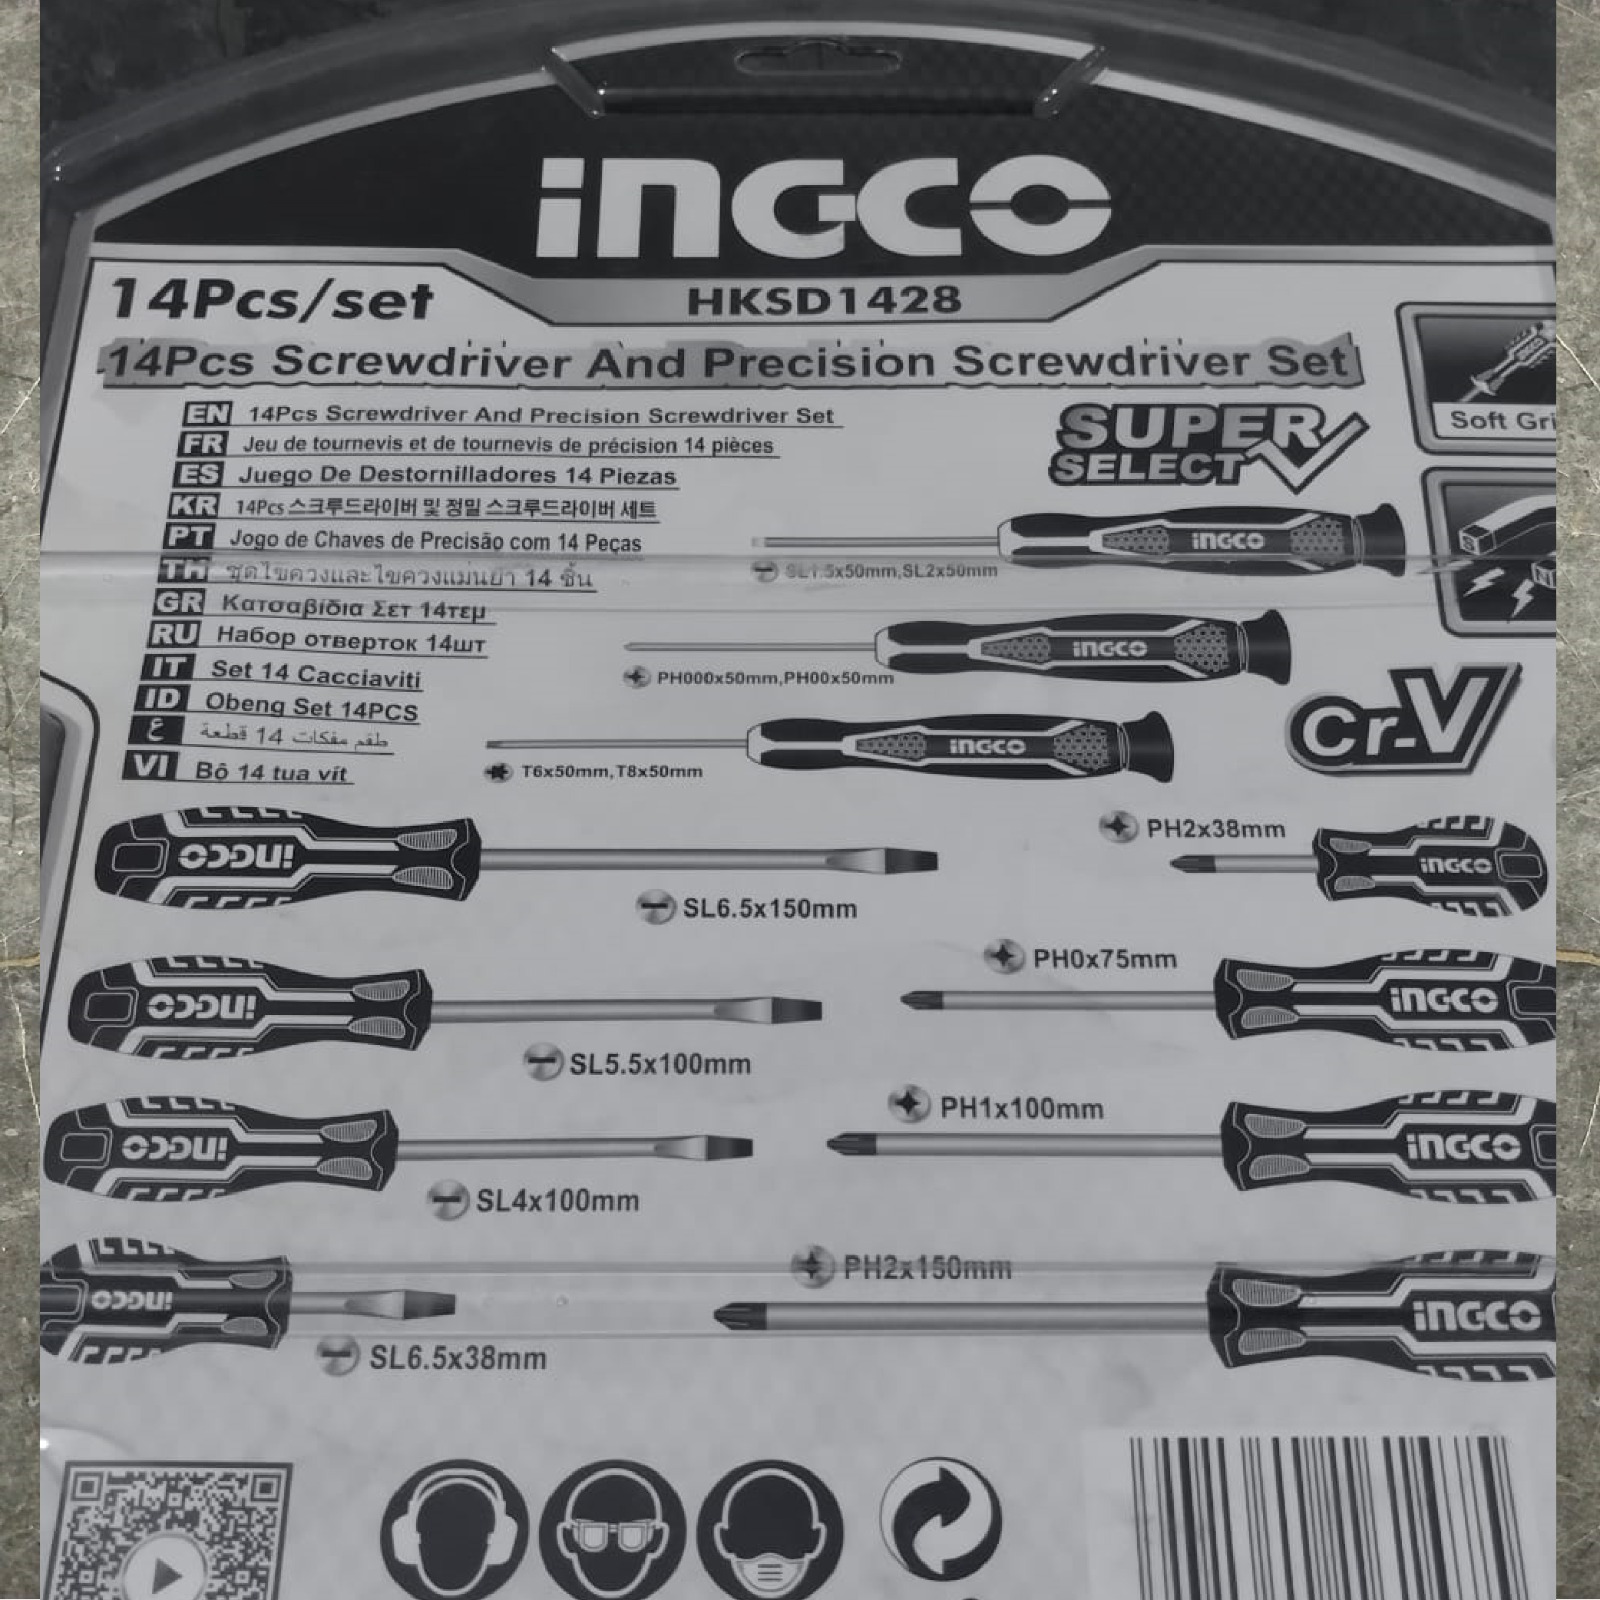 INGCO
14Pcs/set
HKSD1428
14Pcs Screwdriver And Precision Screwdriver Set
EN 14Pcs Screwdriver And Precision Screwdriver Set
FR Jeu de tournevis et de tournevis de précision 14 pièces
ES Juego De Destornilladores 14 Piezas
KR 14Pcs 스크루드라이버 및 정밀 스크루드라이버 세트
PT Jogo de Chaves de Precisão com 14 Peças
TH ชุดไขควงและไขควงแม่นยำ 14 ชิ้น
GR Κατσαβίδια Σετ 14τεμ
RU Набор отверток 14шт
IT Set 14 Cacciaviti
ID Obeng Set 14PCS
ع طقم مفكات 14 قطعة
VI Bộ 14 tua vít
SUPER
SELECT
Soft Gri
INGCO
SL1.5x50mm,SL2x50mm
INGCO
PH000x50mm,PH00x50mm
Cr-V
INGCO
T6x50mm,T8x50mm
INGCO
SL6.5x150mm
PH2x38mm
INGCO
INGCO
SL5.5x100mm
PH0x75mm
INGCO
INGCO
SL4x100mm
PH1x100mm
INGCO
INGCO
SL6.5x38mm
PH2x150mm
INGCO